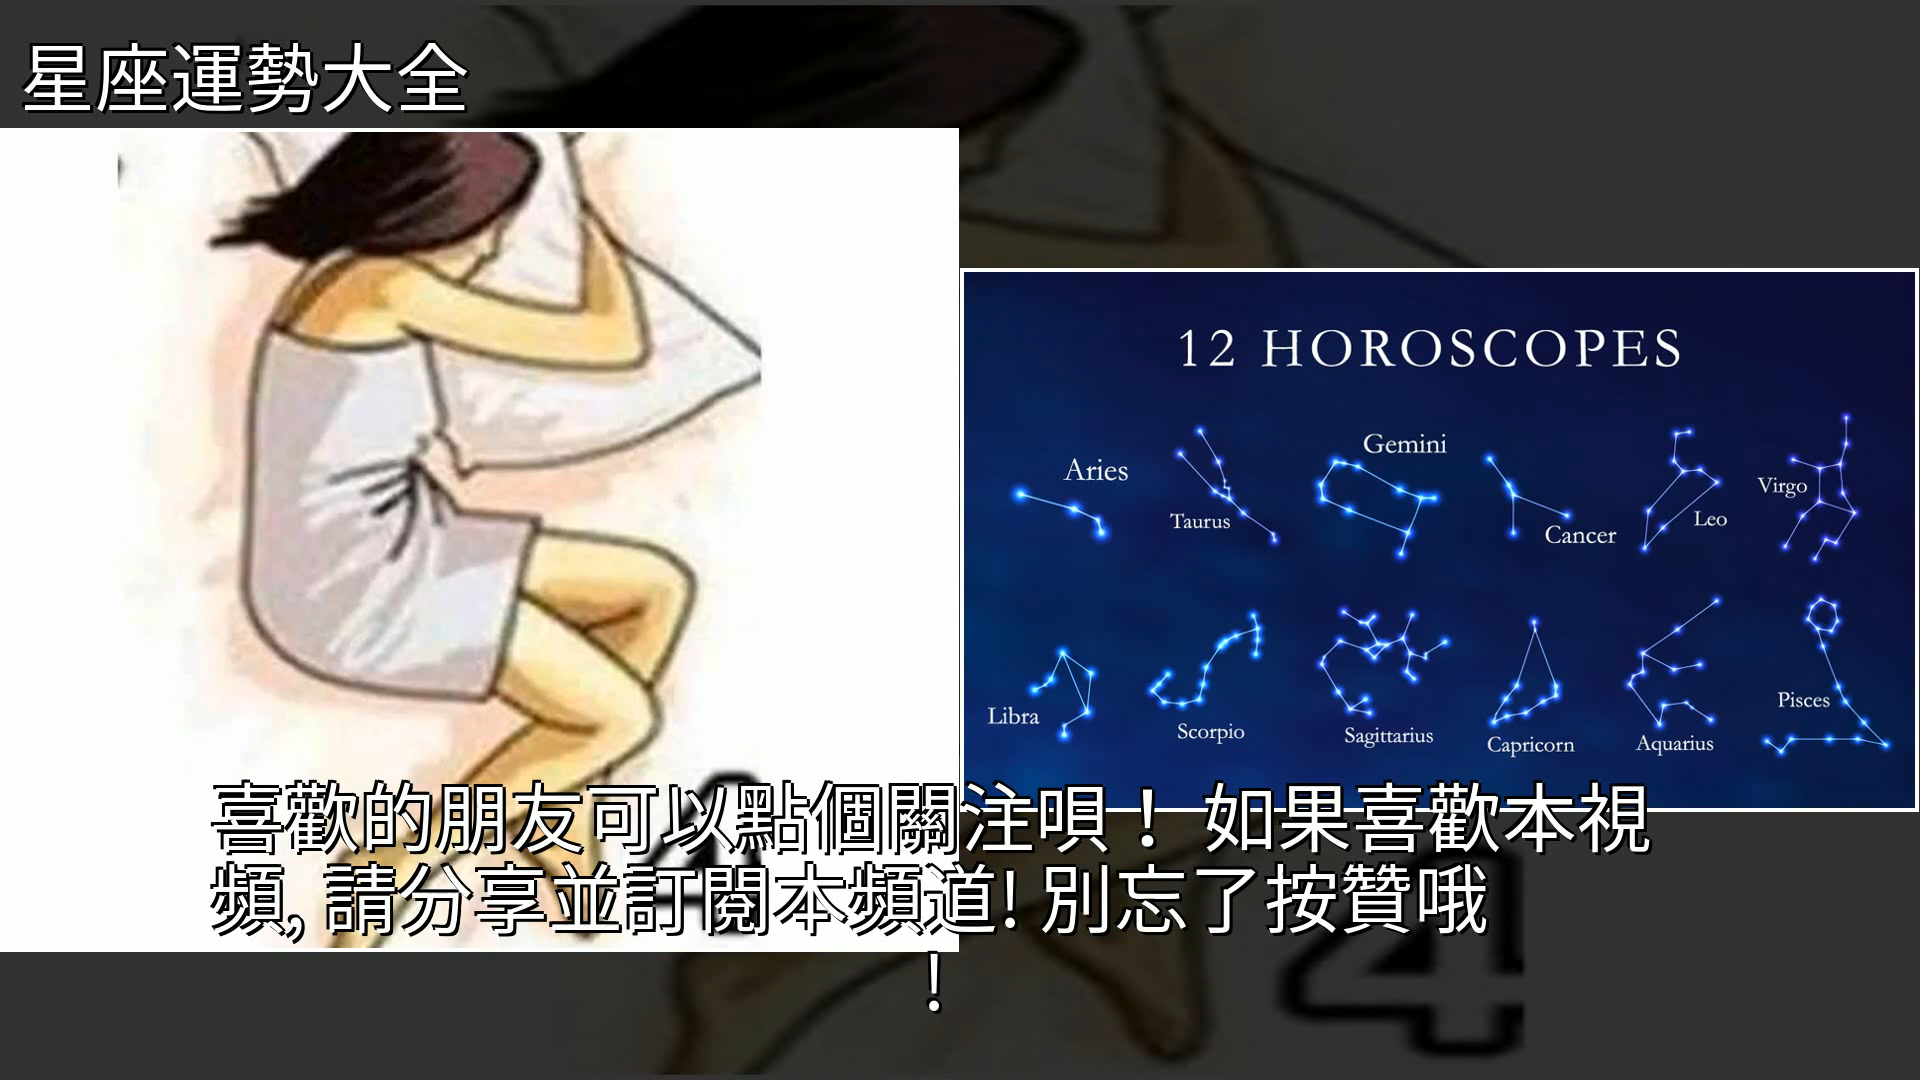 星座運勢大全
12 HOROSCOPES
Aries
Taurus
Gemini
Cancer
Leo
Virgo
Libra
Scorpio
Sagittarius
Capricorn
Aquarius
Pisces
4
喜歡的朋友可以點個關注唄！ 如果喜歡本視
頻, 請分享並訂閱本頻道! 別忘了按贊哦
!
4